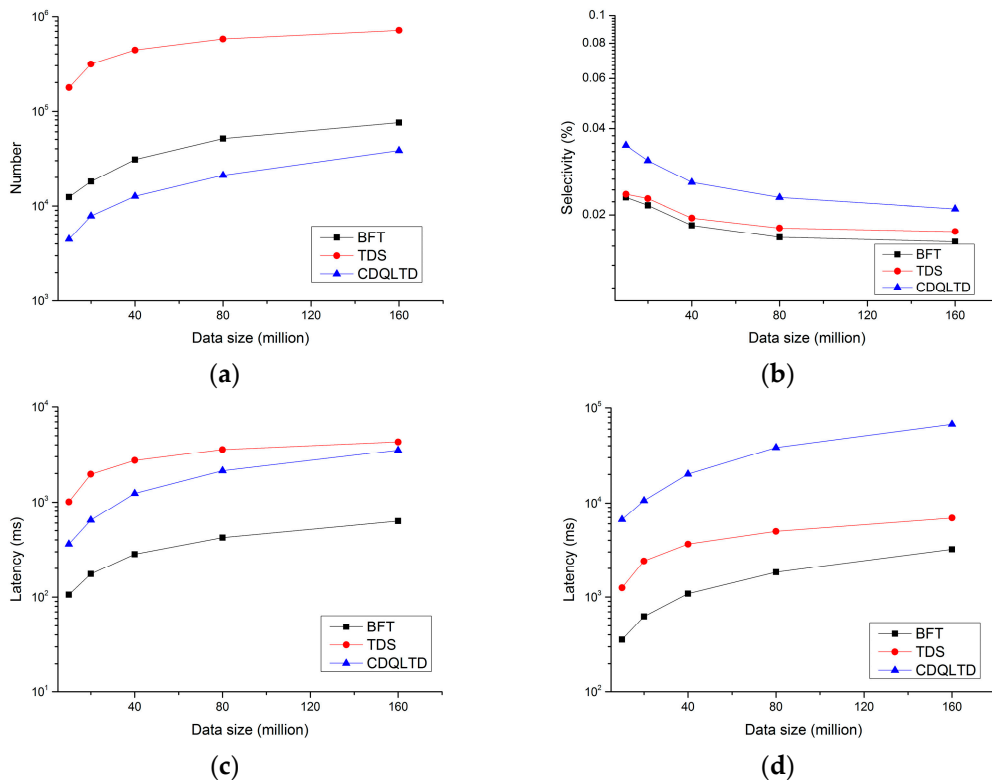 10^6
10^5
10^4
10^3
Number
BFT
TDS
CDQLTD
40
80
120
160
Data size (million)
(a)
0.1
0.08
0.06
0.04
0.02
Selectivity (%)
BFT
TDS
CDQLTD
40
80
120
160
Data size (million)
(b)
10^4
10^3
10^2
10^1
Latency (ms)
BFT
TDS
CDQLTD
40
80
120
160
Data size (million)
(c)
10^5
10^4
10^3
10^2
Latency (ms)
BFT
TDS
CDQLTD
40
80
120
160
Data size (million)
(d)